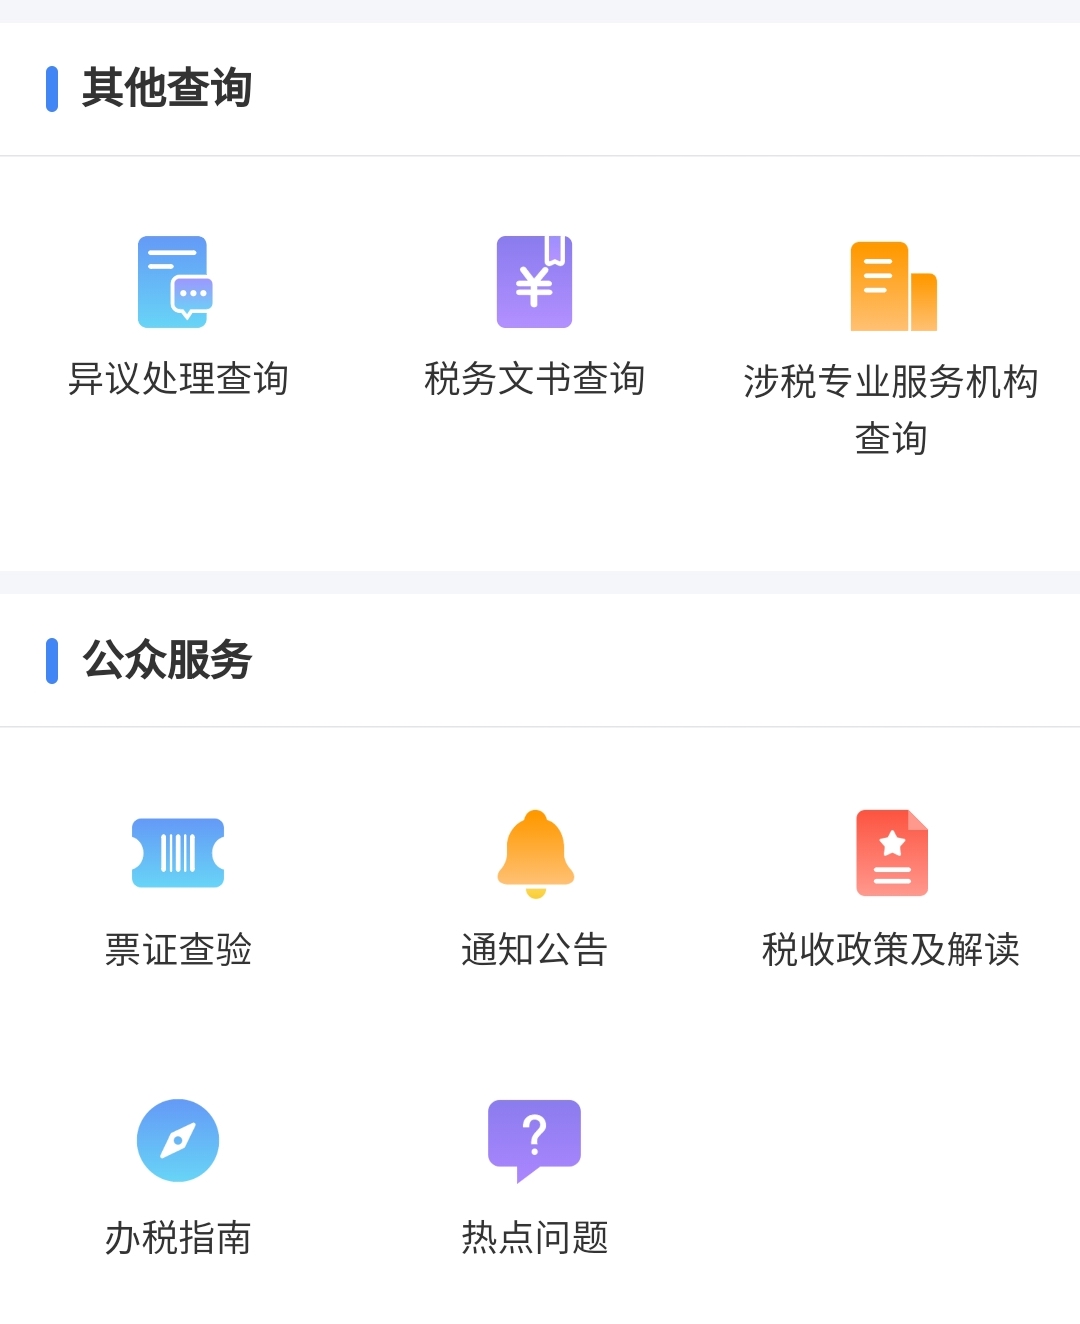 其他查询
异议处理查询
税务文书查询
涉税专业服务机构
查询
公众服务
票证查验
通知公告
税收政策及解读
办税指南
热点问题